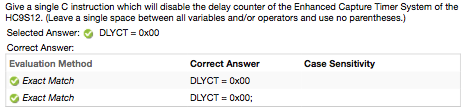 Give a single C instruction which will disable the delay counter of the Enhanced Capture Timer System of the
HC9S12. (Leave a single space between all variables and/or operators and use no parentheses.)
Selected Answer: DLYCT = 0x00
Correct Answer:
Evaluation Method Correct Answer Case Sensitivity
Exact Match DLYCT = 0x00
Exact Match DLYCT = 0x00;